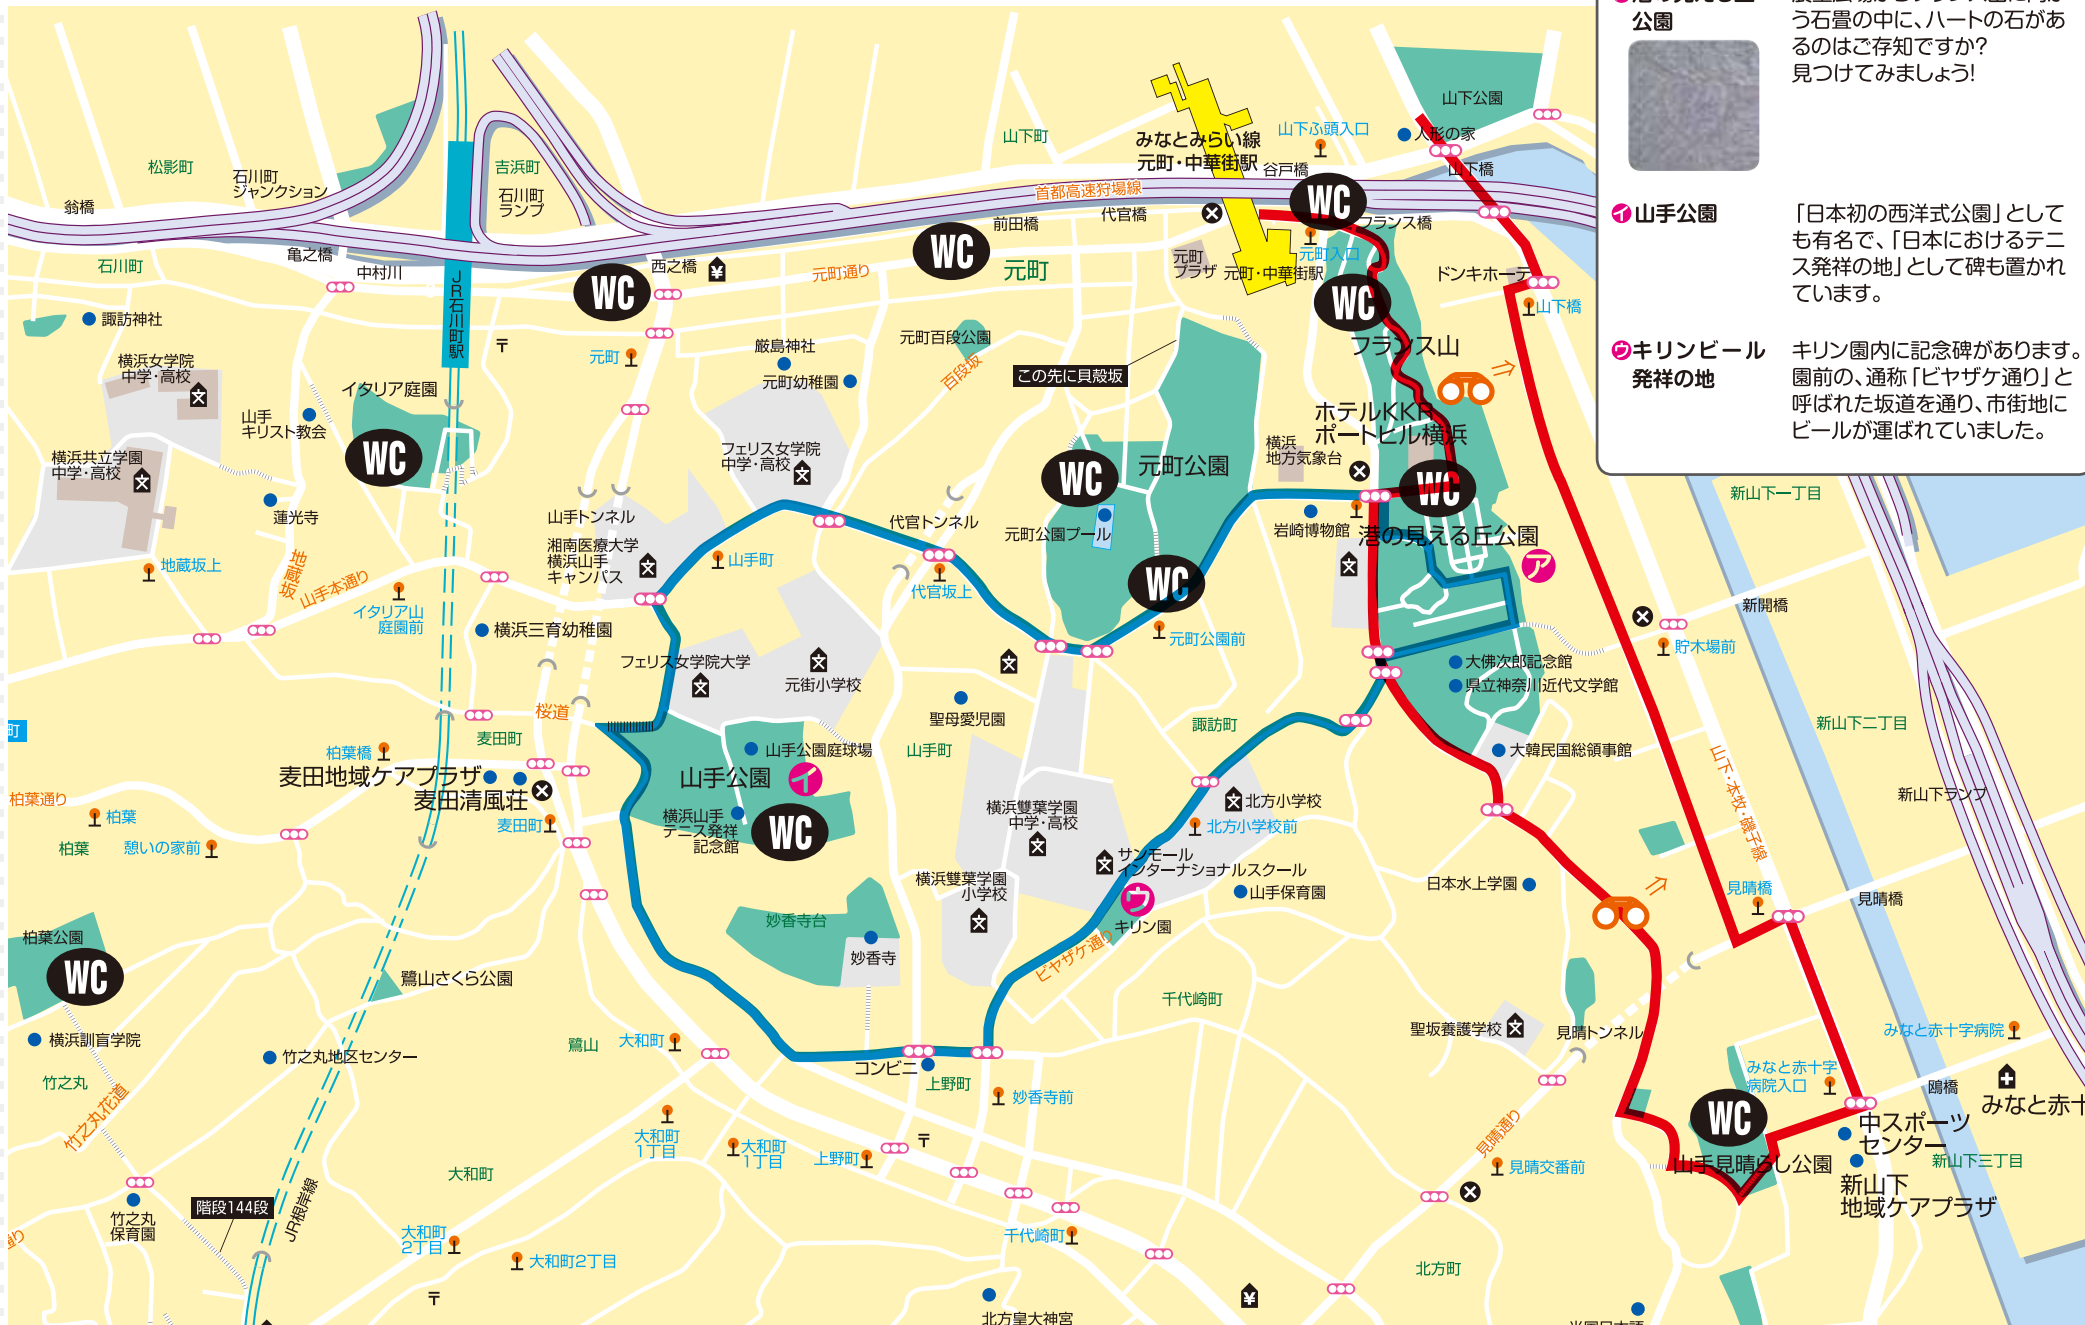 公園
う石畳の中に、ハートの石があ
るのはご存知ですか?
見つけてみましょう!
㋑山手公園
「日本初の西洋式公園」として
も有名で、「日本におけるテニ
ス発祥の地」として碑も置かれ
ています。
㋒キリンビール
発祥の地
キリン園内に記念碑があります。
園前の、通称「ビヤザケ通り」と
呼ばれた坂道を通り、市街地に
ビールが運ばれていました。
山下公園
人形の家
山下橋
山下ふ頭入口
みなとみらい線
元町・中華街駅
谷戸橋
山下町
松影町
石川町
ジャンクション
吉浜町
石川町
ランプ
翁橋
首都高速狩場線
代官橋
前田橋
WC
フランス橋
元町入口
亀之橋
中村川
石川町
JR石川町駅
西之橋
WC
元町通り
WC
元町
元町
プラザ
元町・中華街駅
ドンキホーテ
山下橋
WC
フランス山
諏訪神社
横浜女学院
中学・高校
元町
厳島神社
元町幼稚園
元町百段公園
百段坂
この先に貝殻坂
イタリア庭園
山手
キリスト教会
WC
横浜共立学園
中学・高校
蓮光寺
フェリス女学院
中学・高校
元町公園
WC
元町公園プール
ホテルKKR
ポートヒル横浜
横浜
地方気象台
WC
岩崎博物館
港の見える丘公園
ア
新山下一丁目
山手トンネル
湘南医療大学
横浜山手
キャンパス
山手町
代官トンネル
代官坂上
地蔵坂上
地蔵坂
山手本通り
イタリア山
庭園前
横浜三育幼稚園
WC
元町公園前
新開橋
貯木場前
フェリス女学院大学
元街小学校
聖母愛児園
大佛次郎記念館
県立神奈川近代文学館
諏訪町
大韓民国総領事館
新山下二丁目
新山下ランプ
山下・本牧・磯子線
桜道
麦田町
町
柏葉橋
麦田地域ケアプラザ
麦田清風荘
麦田町
柏葉通り
柏葉
柏葉
憩いの家前
山手公園庭球場
山手公園
イ
横浜山手
テニス発祥
記念館
WC
山手町
横浜雙葉学園
中学・高校
北方小学校
北方小学校前
サンモール
インターナショナルスクール
横浜雙葉学園
小学校
ウ
キリン園
山手保育園
日本水上学園
見晴橋
見晴橋
ビヤザケ通り
妙香寺台
妙香寺
柏葉公園
WC
鷺山さくら公園
横浜訓盲学院
竹之丸地区センター
竹之丸
竹之丸花道
鷺山
大和町
コンビニ
上野町
妙香寺前
千代崎町
聖坂養護学校
見晴トンネル
みなと赤十字病院
みなと赤十字
病院入口
鴎橋
みなと赤十
WC
中スポーツ
センター
山手見晴らし公園
新山下三丁目
新山下
地域ケアプラザ
見晴通り
見晴交番前
大和町
1丁目
大和町
1丁目
上野町
大和町
竹之丸
保育園
階段144段
JR根岸線
大和町
2丁目
大和町2丁目
千代崎町
北方町
北方皇大神宮
通り